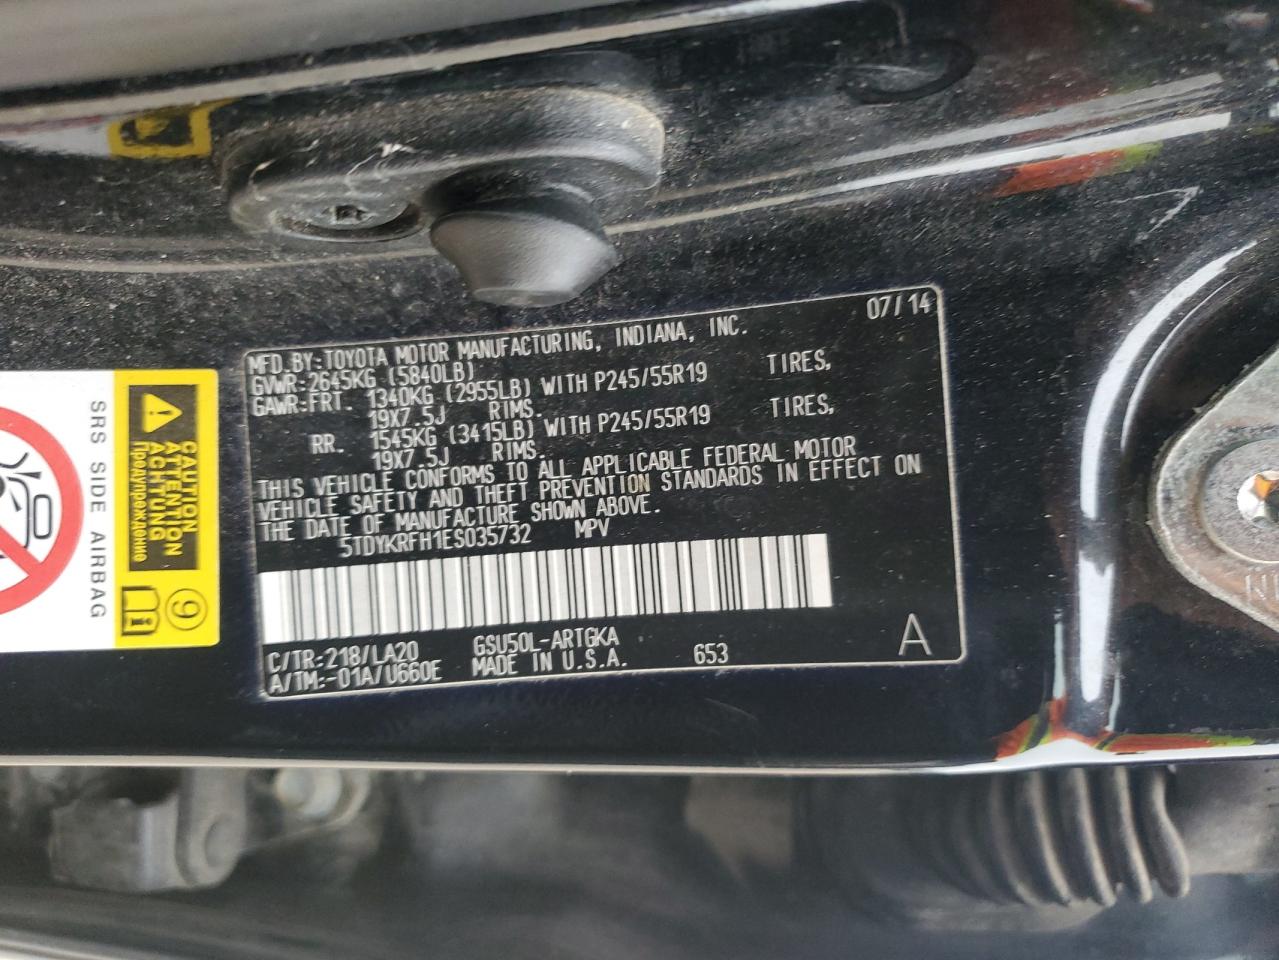 07/14
MFD.BY:TOYOTA MOTOR MANUFACTURING, INDIANA, INC.
GVWR:2645KG (5840LB)
GAWR:FRT. 1340KG (2955LB) WITH P245/55R19 TIRES,
19X7.5J RIMS.
RR. 1545KG (3415LB) WITH P245/55R19 TIRES,
19X7.5J RIMS.
THIS VEHICLE CONFORMS TO ALL APPLICABLE FEDERAL MOTOR
VEHICLE SAFETY AND THEFT PREVENTION STANDARDS IN EFFECT ON
THE DATE OF MANUFACTURE SHOWN ABOVE.
5TDYKRFH1ES035732 MPV
C/TR:218/LA20 GSU50L-ARTGKA
A/TM:-01A/U660E MADE IN U.S.A. 653 A
CAUTION
ATTENTION
ACHTUNG
Предупреждение
9
SRS SIDE AIRBAG